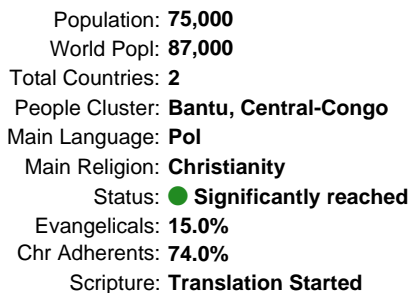 Population: 75,000
World Popl: 87,000
Total Countries: 2
People Cluster: Bantu, Central-Congo
Main Language: Pol
Main Religion: Christianity
Status: Significantly reached
Evangelicals: 15.0%
Chr Adherents: 74.0%
Scripture: Translation Started